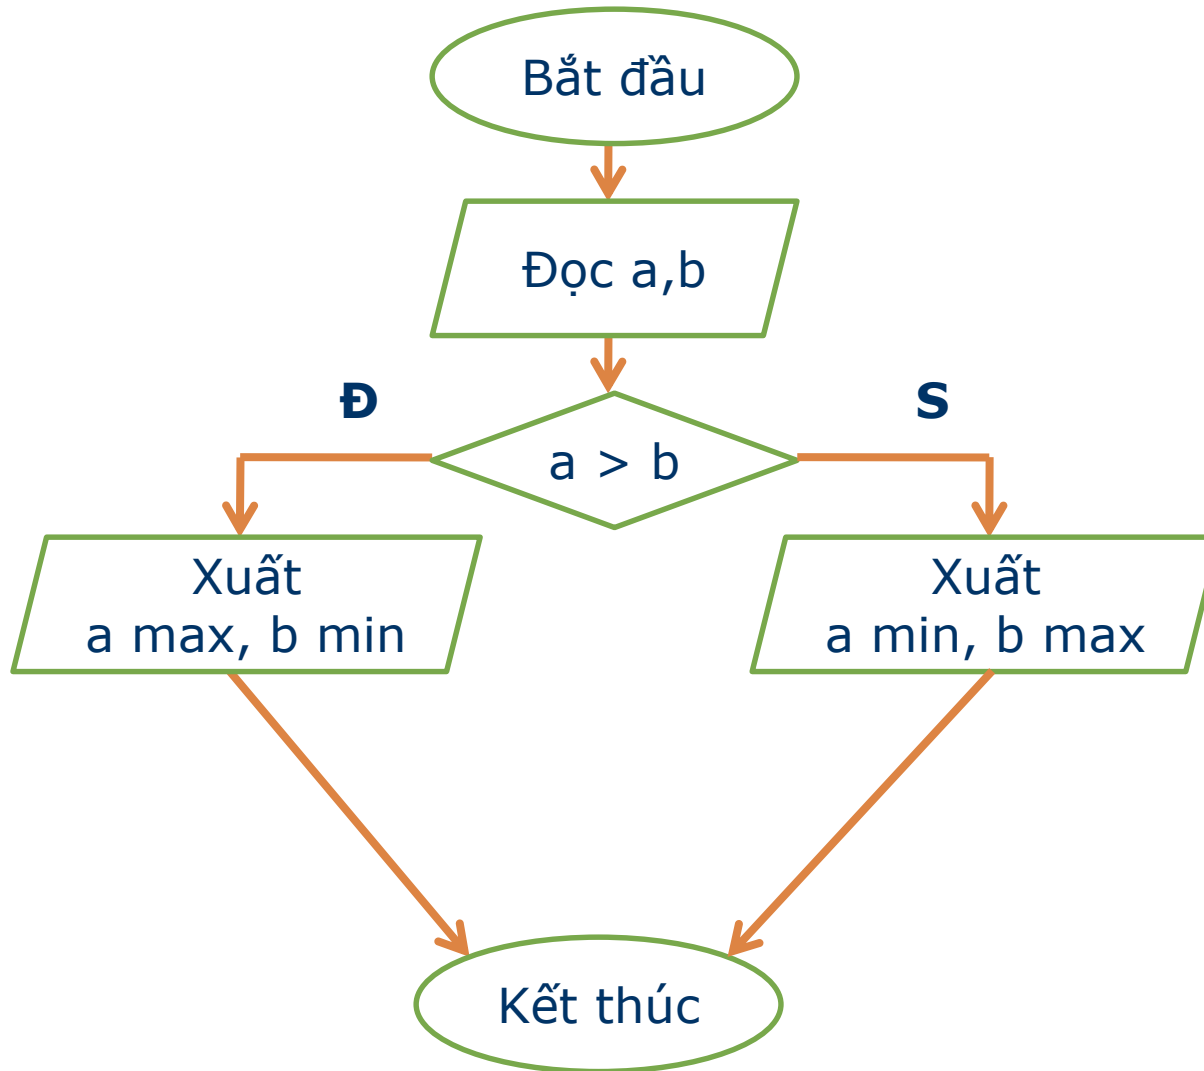 Bắt đầu
Đọc a,b
Đ
S
a > b
Xuất
a max, b min
Xuất
a min, b max
Kết thúc